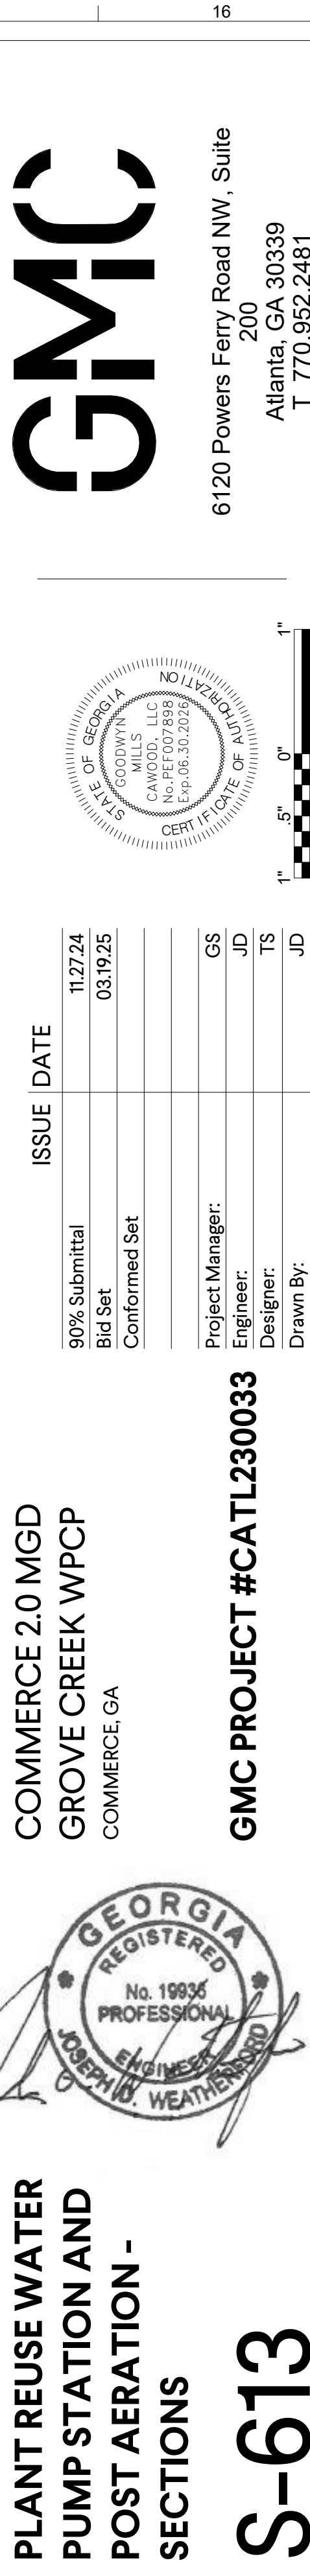 16
GMC
6120 Powers Ferry Road NW, Suite
200
Atlanta, GA 30339
T 770.952.2481
STATE OF GEORGIA
GOODWYN
MILLS
CAWOOD, LLC
No.PEF007898
Exp.06.30.2026
CERTIFICATE OF AUTHORIZATION
1" .5" 0" 1"
ISSUE DATE
90% Submittal 11.27.24
Bid Set 03.19.25
Conformed Set
Project Manager: GS
Engineer: JD
Designer: TS
Drawn By: JD
COMMERCE 2.0 MGD
GROVE CREEK WPCP
COMMERCE, GA
GMC PROJECT #CATL230033
GEORGIA
REGISTERED
No. 19936
PROFESSIONAL
ENGINEER
JOSEPH D. WEATHERFORD
PLANT REUSE WATER
PUMP STATION AND
POST AERATION -
SECTIONS
S-613